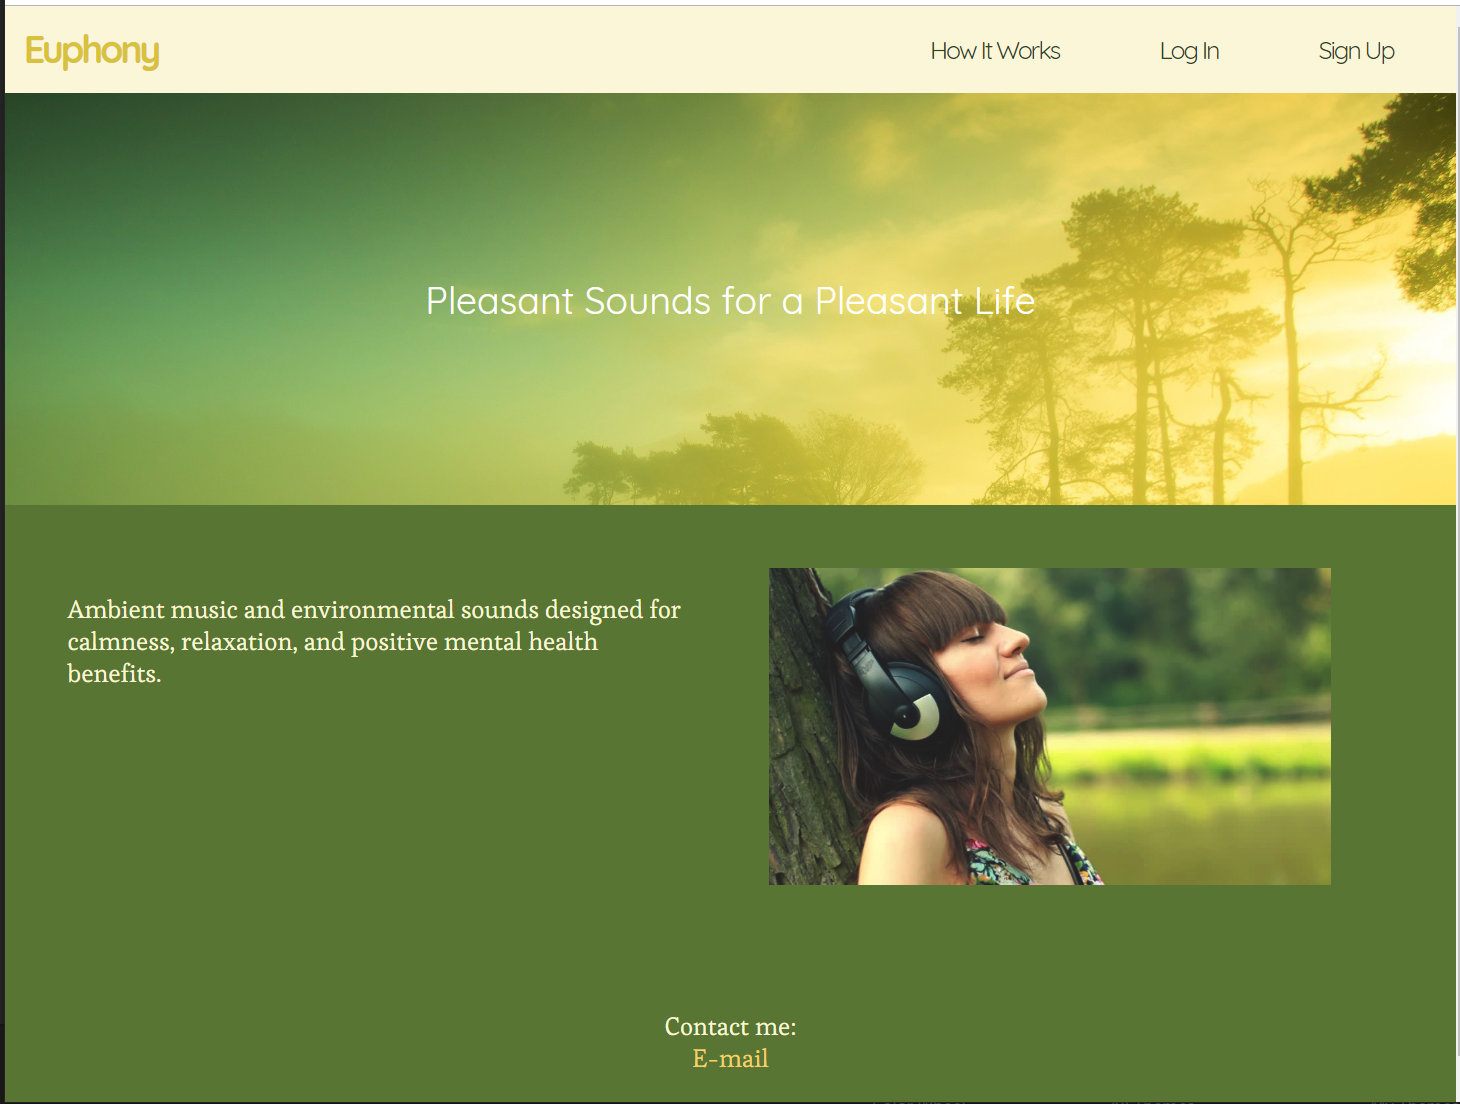 Euphony
How It Works
Log In
Sign Up
Pleasant Sounds for a Pleasant Life
Ambient music and environmental sounds designed for
calmness, relaxation, and positive mental health
benefits.
Contact me:
E-mail